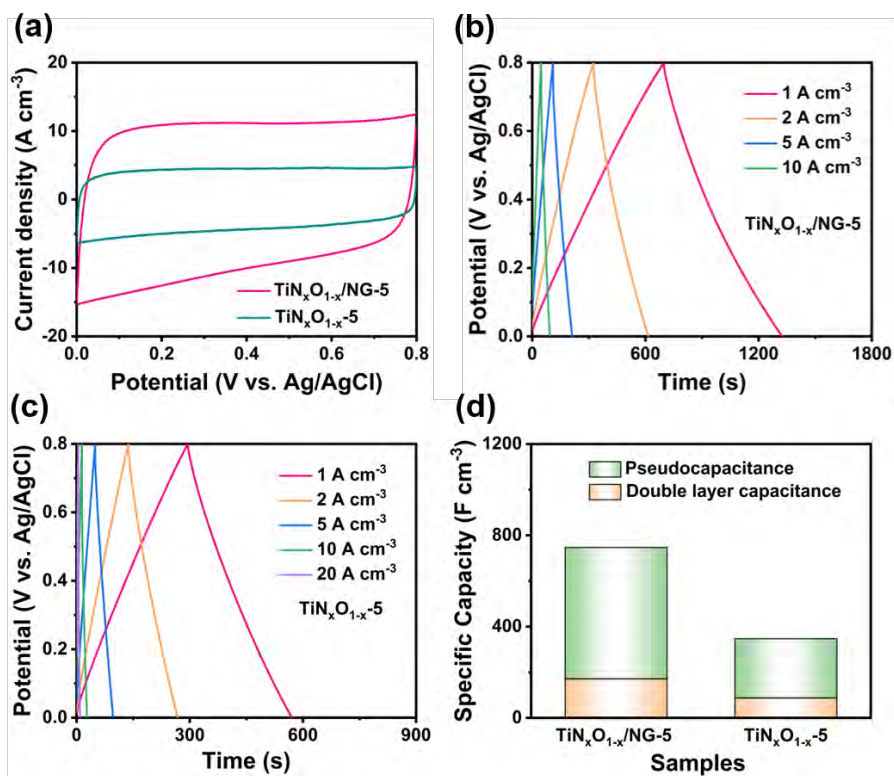 (a)
20
10
0
-10
-20
Current density (A cm⁻³)
TiNₓO₁₋ₓ/NG-5
TiNₓO₁₋ₓ-5
0.0 0.2 0.4 0.6 0.8
Potential (V vs. Ag/AgCl)
(b)
0.8
0.6
0.4
0.2
0.0
Potential (V vs. Ag/AgCl)
1 A cm⁻³
2 A cm⁻³
5 A cm⁻³
10 A cm⁻³
TiNₓO₁₋ₓ/NG-5
0 600 1200 1800
Time (s)
(c)
0.8
0.6
0.4
0.2
0.0
Potential (V vs. Ag/AgCl)
1 A cm⁻³
2 A cm⁻³
5 A cm⁻³
10 A cm⁻³
20 A cm⁻³
TiNₓO₁₋ₓ-5
0 300 600 900
Time (s)
(d)
1200
800
400
0
Specific Capacity (F cm⁻³)
Pseudocapacitance
Double layer capacitance
TiNₓO₁₋ₓ/NG-5 TiNₓO₁₋ₓ-5
Samples